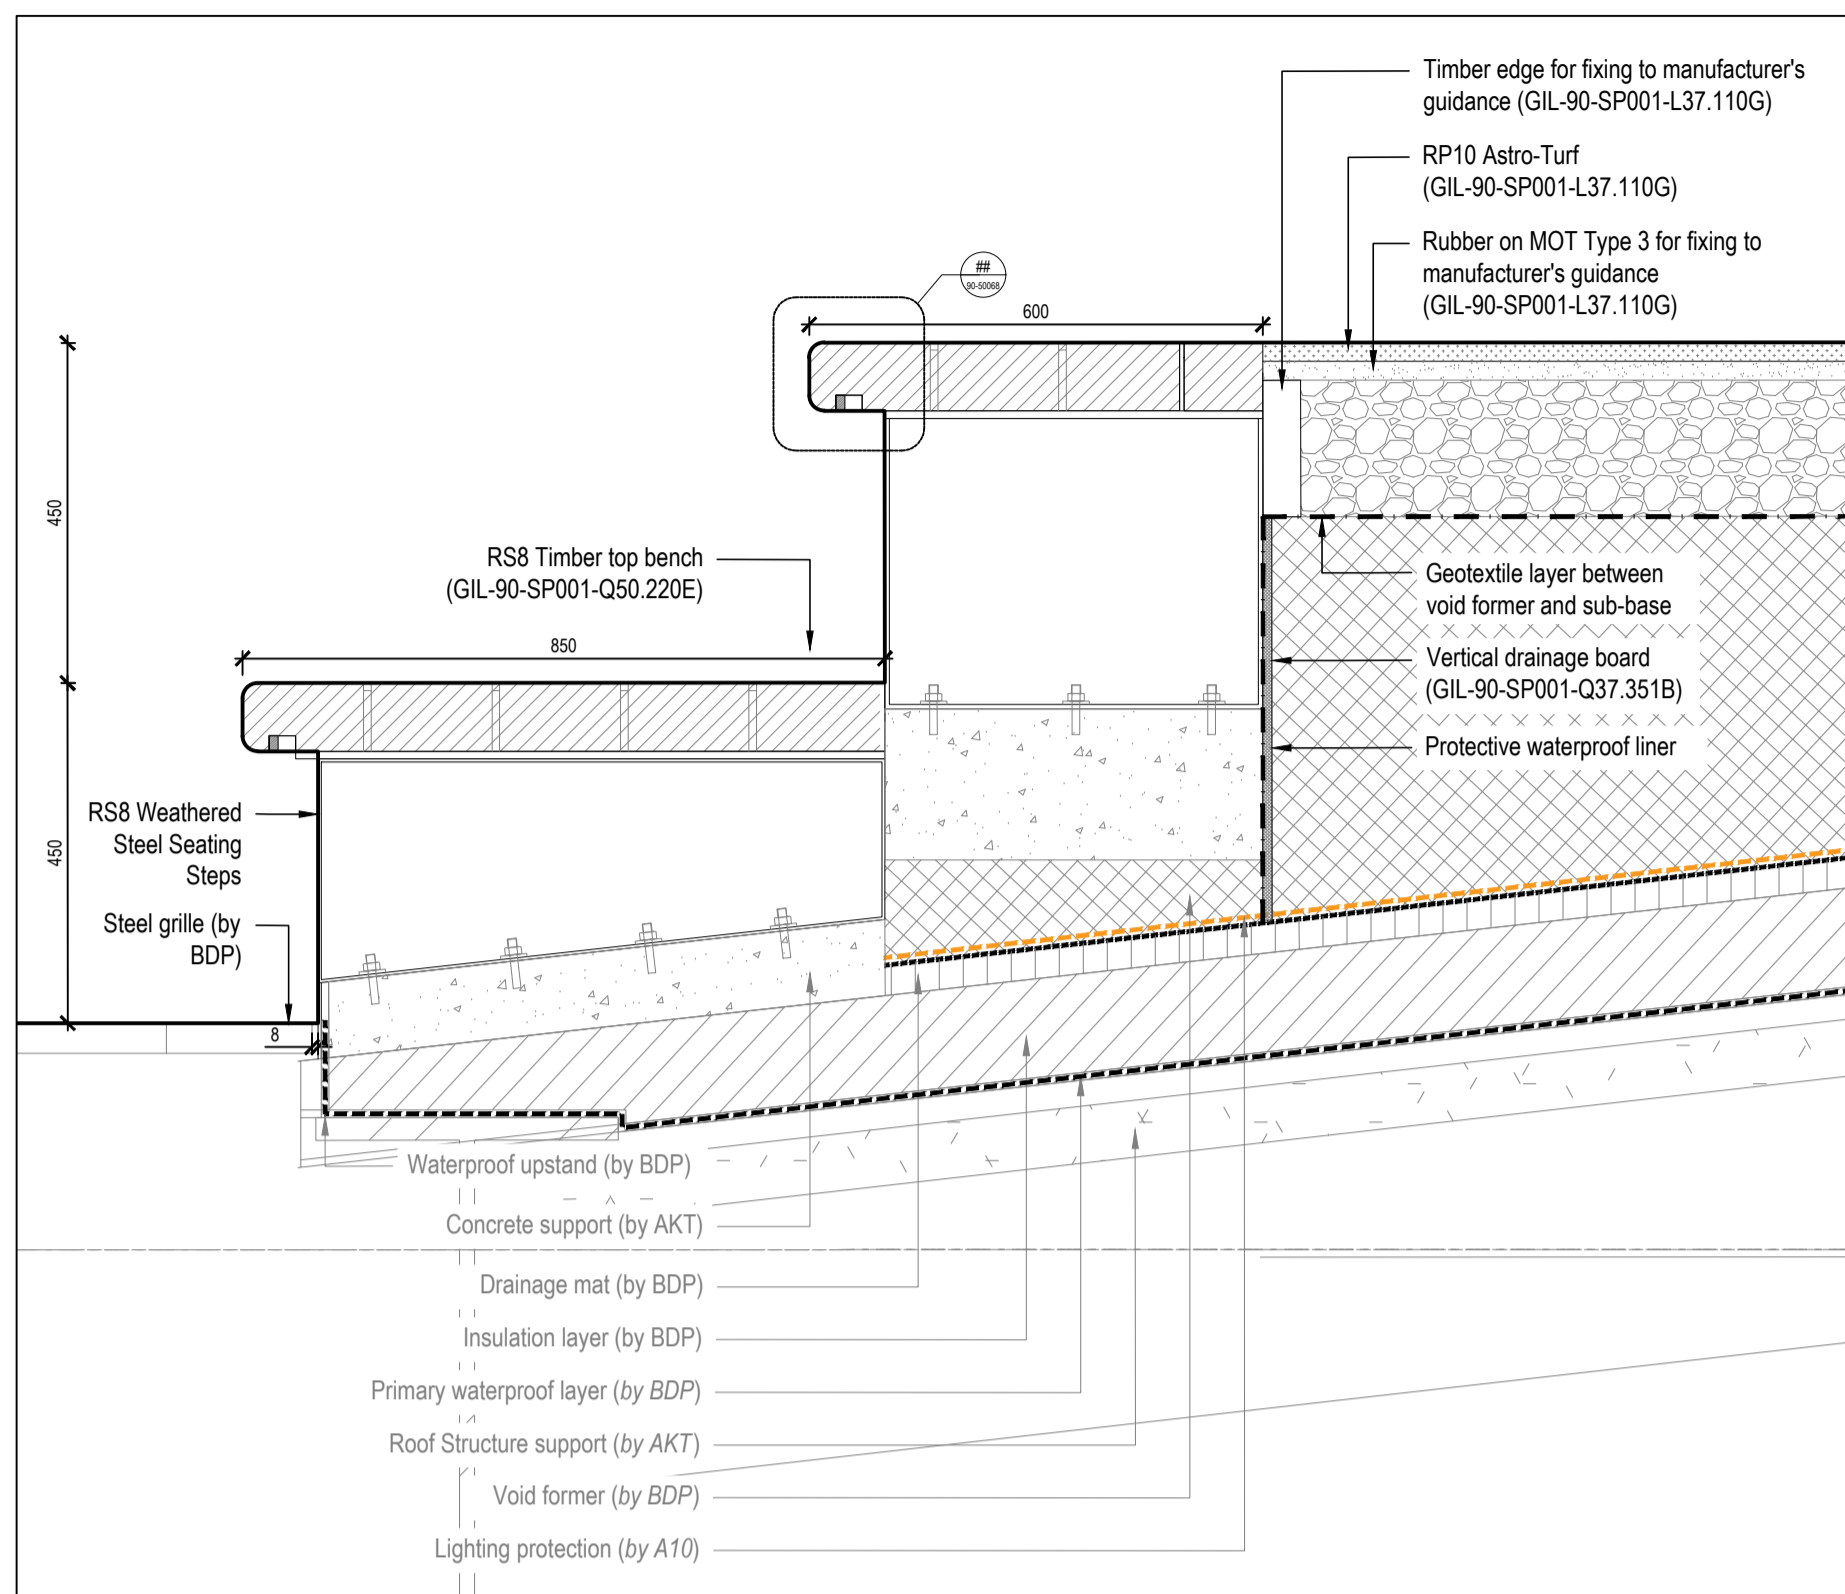 Timber edge for fixing to manufacturer's
guidance (GIL-90-SP001-L37.110G)
RP10 Astro-Turf
(GIL-90-SP001-L37.110G)
Rubber on MOT Type 3 for fixing to
manufacturer's guidance
(GIL-90-SP001-L37.110G)
##
90-50068
600
450
RS8 Timber top bench
(GIL-90-SP001-Q50.220E)
850
Geotextile layer between
void former and sub-base
Vertical drainage board
(GIL-90-SP001-Q37.351B)
Protective waterproof liner
450
RS8 Weathered
Steel Seating
Steps
Steel grille (by
BDP)
8
Waterproof upstand (by BDP)
Concrete support (by AKT)
Drainage mat (by BDP)
Insulation layer (by BDP)
Primary waterproof layer (by BDP)
Roof Structure support (by AKT)
Void former (by BDP)
Lighting protection (by A10)